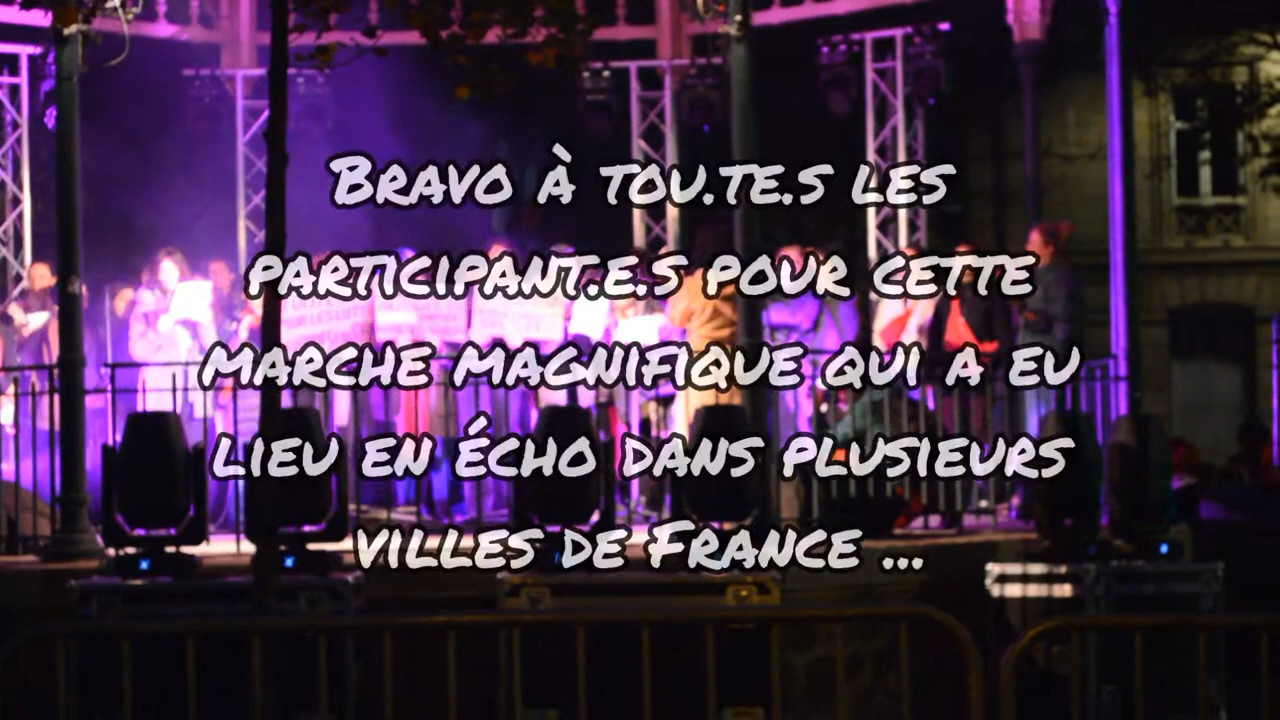 Bravo à tou.te.s les
participant.e.s pour cette
marche magnifique qui a eu
lieu en écho dans plusieurs
villes de France ...